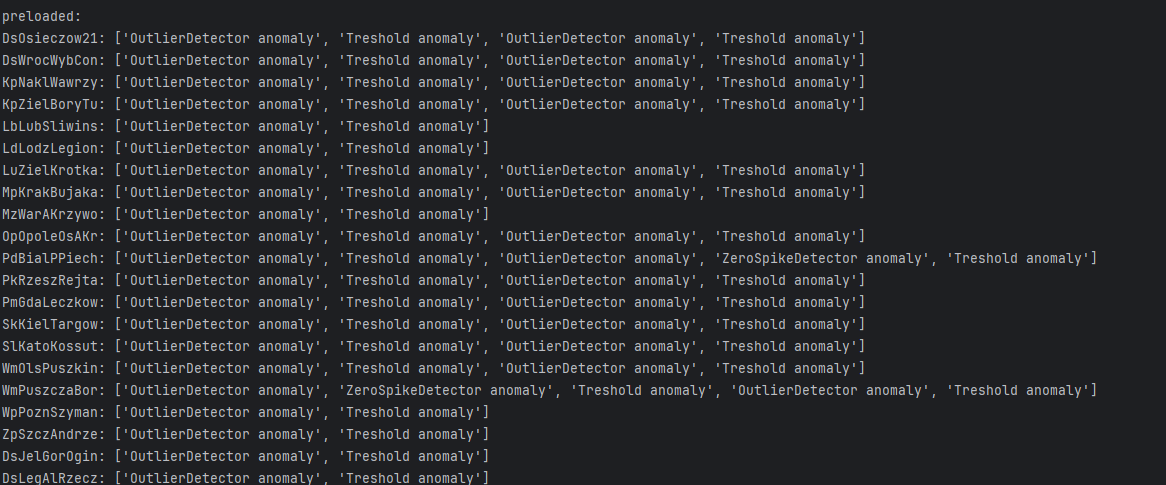 preloaded:
DsOsieczow21: ['OutlierDetector anomaly', 'Treshold anomaly', 'OutlierDetector anomaly', 'Treshold anomaly']
DsWrocWybCon: ['OutlierDetector anomaly', 'Treshold anomaly', 'OutlierDetector anomaly', 'Treshold anomaly']
KpNaklWawrzy: ['OutlierDetector anomaly', 'Treshold anomaly', 'OutlierDetector anomaly', 'Treshold anomaly']
KpZielBoryTu: ['OutlierDetector anomaly', 'Treshold anomaly', 'OutlierDetector anomaly', 'Treshold anomaly']
LbLubSliwins: ['OutlierDetector anomaly', 'Treshold anomaly']
LdLodzLegion: ['OutlierDetector anomaly', 'Treshold anomaly']
LuZielKrotka: ['OutlierDetector anomaly', 'Treshold anomaly', 'OutlierDetector anomaly', 'Treshold anomaly']
MpKrakBujaka: ['OutlierDetector anomaly', 'Treshold anomaly', 'OutlierDetector anomaly', 'Treshold anomaly']
MzWarAKrzywo: ['OutlierDetector anomaly', 'Treshold anomaly']
OpOpoleOsAKr: ['OutlierDetector anomaly', 'Treshold anomaly', 'OutlierDetector anomaly', 'Treshold anomaly']
PdBialPPiech: ['OutlierDetector anomaly', 'Treshold anomaly', 'OutlierDetector anomaly', 'ZeroSpikeDetector anomaly', 'Treshold anomaly']
PkRzeszRejta: ['OutlierDetector anomaly', 'Treshold anomaly', 'OutlierDetector anomaly', 'Treshold anomaly']
PmGdaLeczkow: ['OutlierDetector anomaly', 'Treshold anomaly', 'OutlierDetector anomaly', 'Treshold anomaly']
SkKielTargow: ['OutlierDetector anomaly', 'Treshold anomaly', 'OutlierDetector anomaly', 'Treshold anomaly']
SlKatoKossut: ['OutlierDetector anomaly', 'Treshold anomaly', 'OutlierDetector anomaly', 'Treshold anomaly']
WmOlsPuszkin: ['OutlierDetector anomaly', 'Treshold anomaly', 'OutlierDetector anomaly', 'Treshold anomaly']
WmPuszczaBor: ['OutlierDetector anomaly', 'ZeroSpikeDetector anomaly', 'Treshold anomaly', 'OutlierDetector anomaly', 'Treshold anomaly']
WpPoznSzyman: ['OutlierDetector anomaly', 'Treshold anomaly']
ZpSzczAndrze: ['OutlierDetector anomaly', 'Treshold anomaly']
DsJelGorOgin: ['OutlierDetector anomaly', 'Treshold anomaly']
DsLegAlRzecz: ['OutlierDetector anomaly', 'Treshold anomaly']